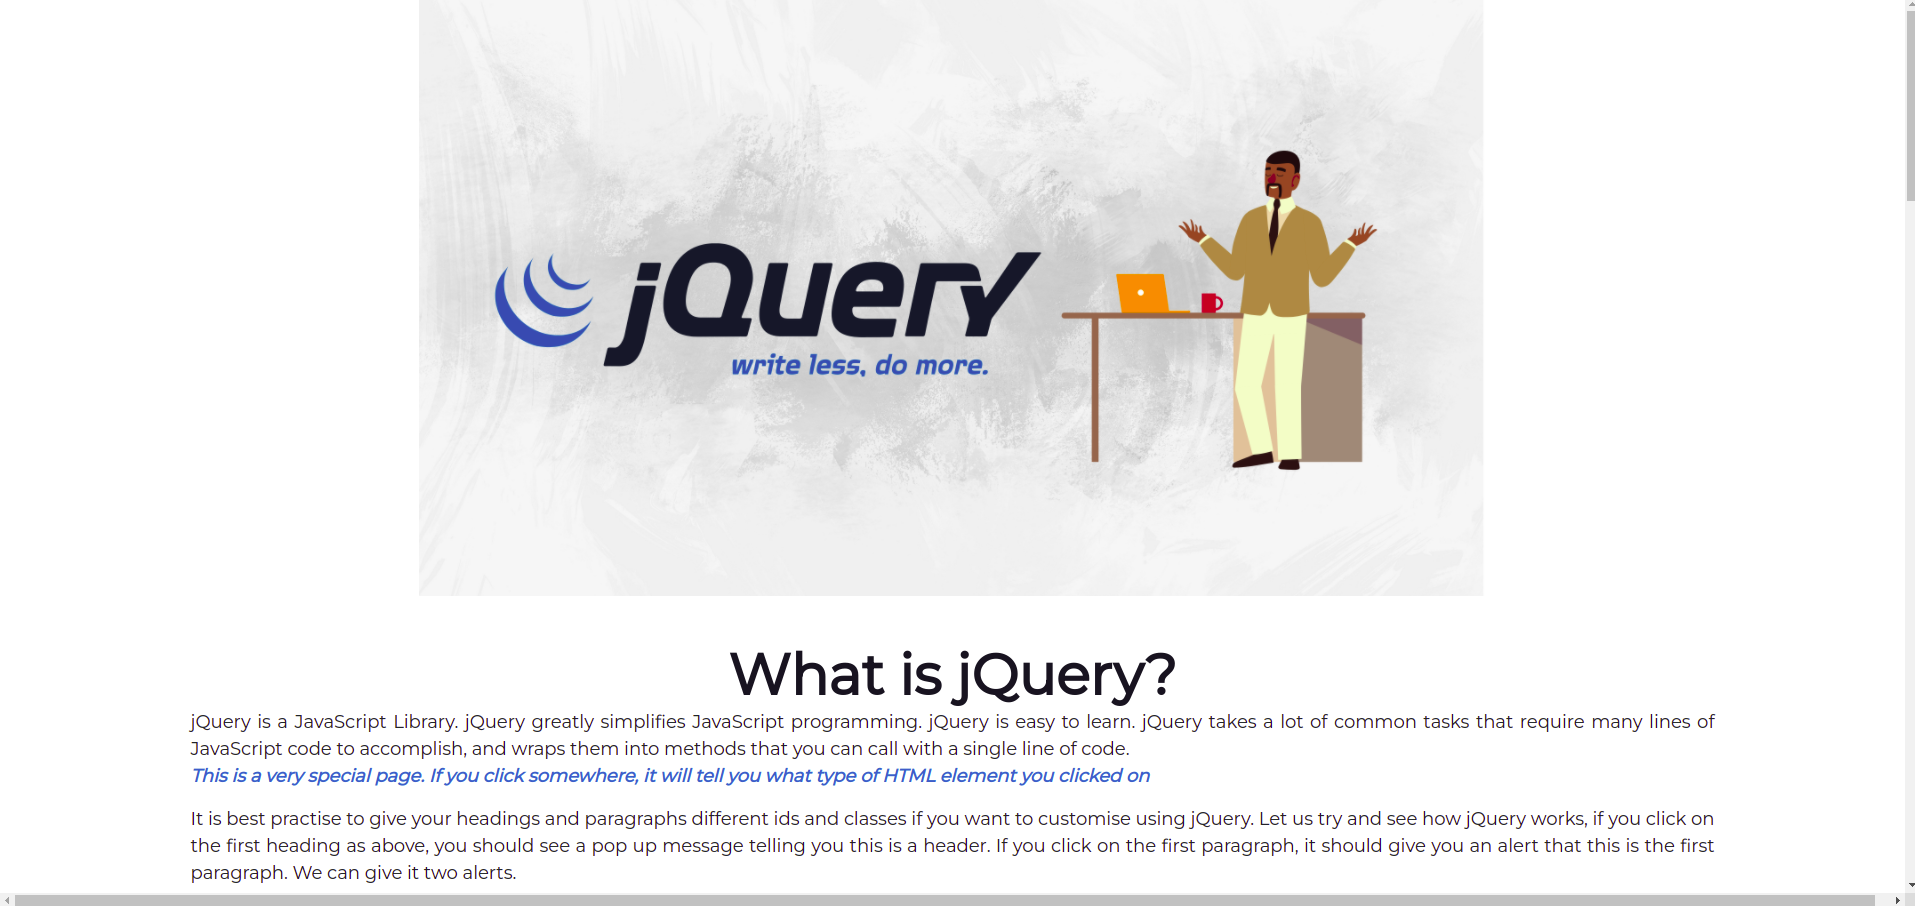 jQuery
write less, do more.
What is jQuery?
jQuery is a JavaScript Library. jQuery greatly simplifies JavaScript programming. jQuery is easy to learn. jQuery takes a lot of common tasks that require many lines of
JavaScript code to accomplish, and wraps them into methods that you can call with a single line of code.
This is a very special page. If you click somewhere, it will tell you what type of HTML element you clicked on
It is best practise to give your headings and paragraphs different ids and classes if you want to customise using jQuery. Let us try and see how jQuery works, if you click on
the first heading as above, you should see a pop up message telling you this is a header. If you click on the first paragraph, it should give you an alert that this is the first
paragraph. We can give it two alerts.